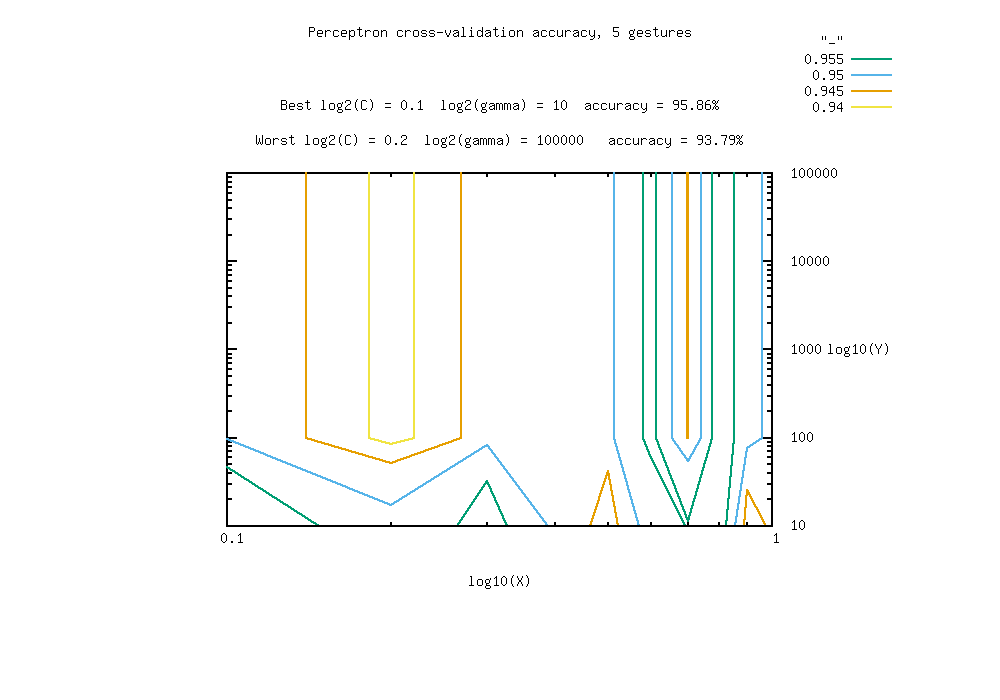 Perceptron cross-validation accuracy, 5 gestures
"_"
0.955
0.95
0.945
0.94
Best log2(C) = 0.1  log2(gamma) = 10  accuracy = 95.86%
Worst log2(C) = 0.2  log2(gamma) = 100000   accuracy = 93.79%
100000
10000
1000 log10(Y)
100
10
0.1 1
log10(X)